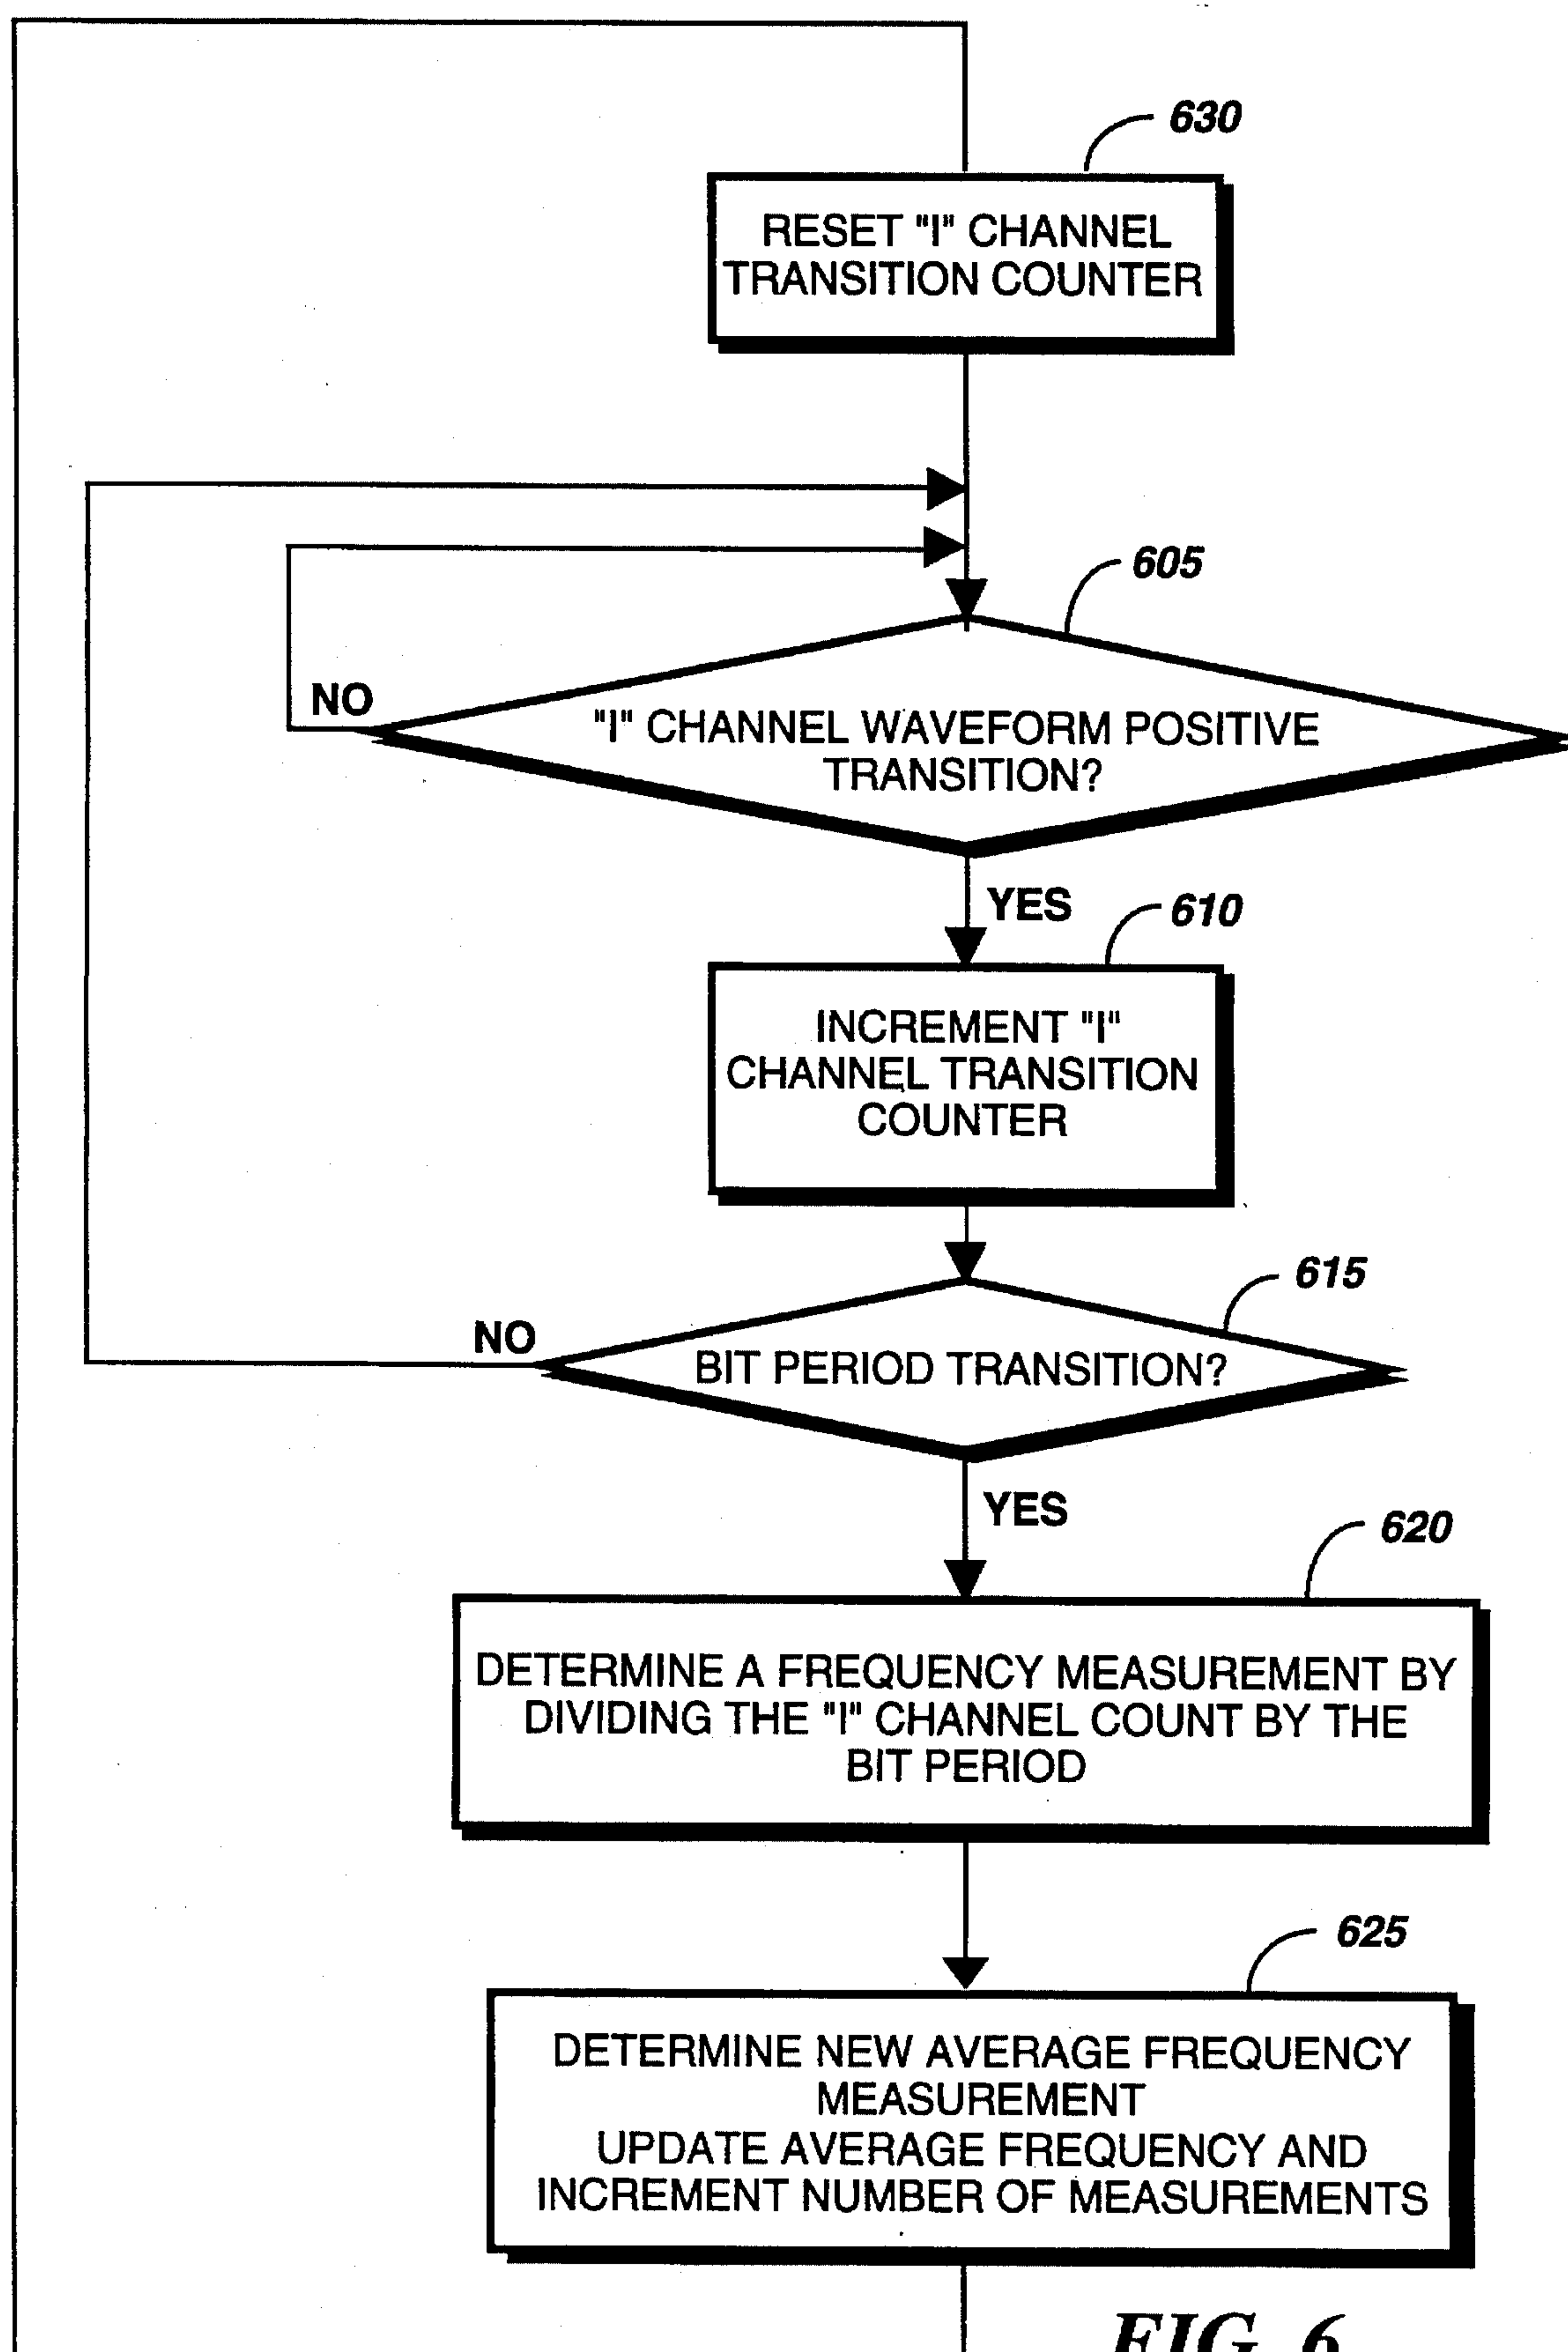 630
RESET "I" CHANNEL
TRANSITION COUNTER
605
NO
"I" CHANNEL WAVEFORM POSITIVE
TRANSITION?
YES
610
INCREMENT "I"
CHANNEL TRANSITION
COUNTER
615
NO
BIT PERIOD TRANSITION?
YES
620
DETERMINE A FREQUENCY MEASUREMENT BY
DIVIDING THE "I" CHANNEL COUNT BY THE
BIT PERIOD
625
DETERMINE NEW AVERAGE FREQUENCY
MEASUREMENT
UPDATE AVERAGE FREQUENCY AND
INCREMENT NUMBER OF MEASUREMENTS
FIG. 6